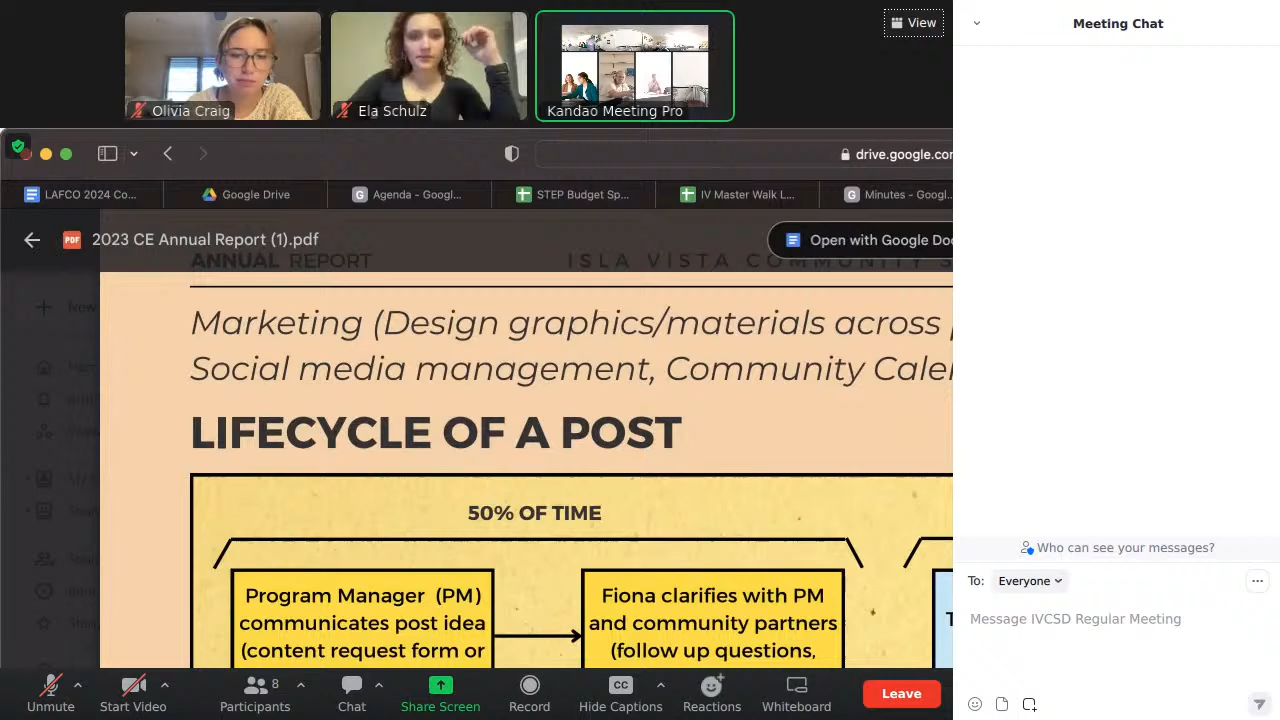 View
Meeting Chat
Olivia Craig
Ela Schulz
Kandao Meeting Pro
drive.google.com
LAFCO 2024 Co...
Google Drive
Agenda - Googl...
STEP Budget Sp...
IV Master Walk L...
Minutes - Googl..
PDF
2023 CE Annual Report (1).pdf
Open with Google Doc
ANNUAL REPORT
ISLA VISTA COMMUNITY S
New
Marketing (Design graphics/materials across
Social media management, Community Calen
LIFECYCLE OF A POST
50% OF TIME
Program Manager (PM)
communicates post idea
(content request form or
Fiona clarifies with PM
and community partners
(follow up questions,
T
Who can see your messages?
To: Everyone
Message IVCSD Regular Meeting
Unmute
Start Video
8
Participants
Chat
Share Screen
Record
CC
Hide Captions
Reactions
Whiteboard
Leave